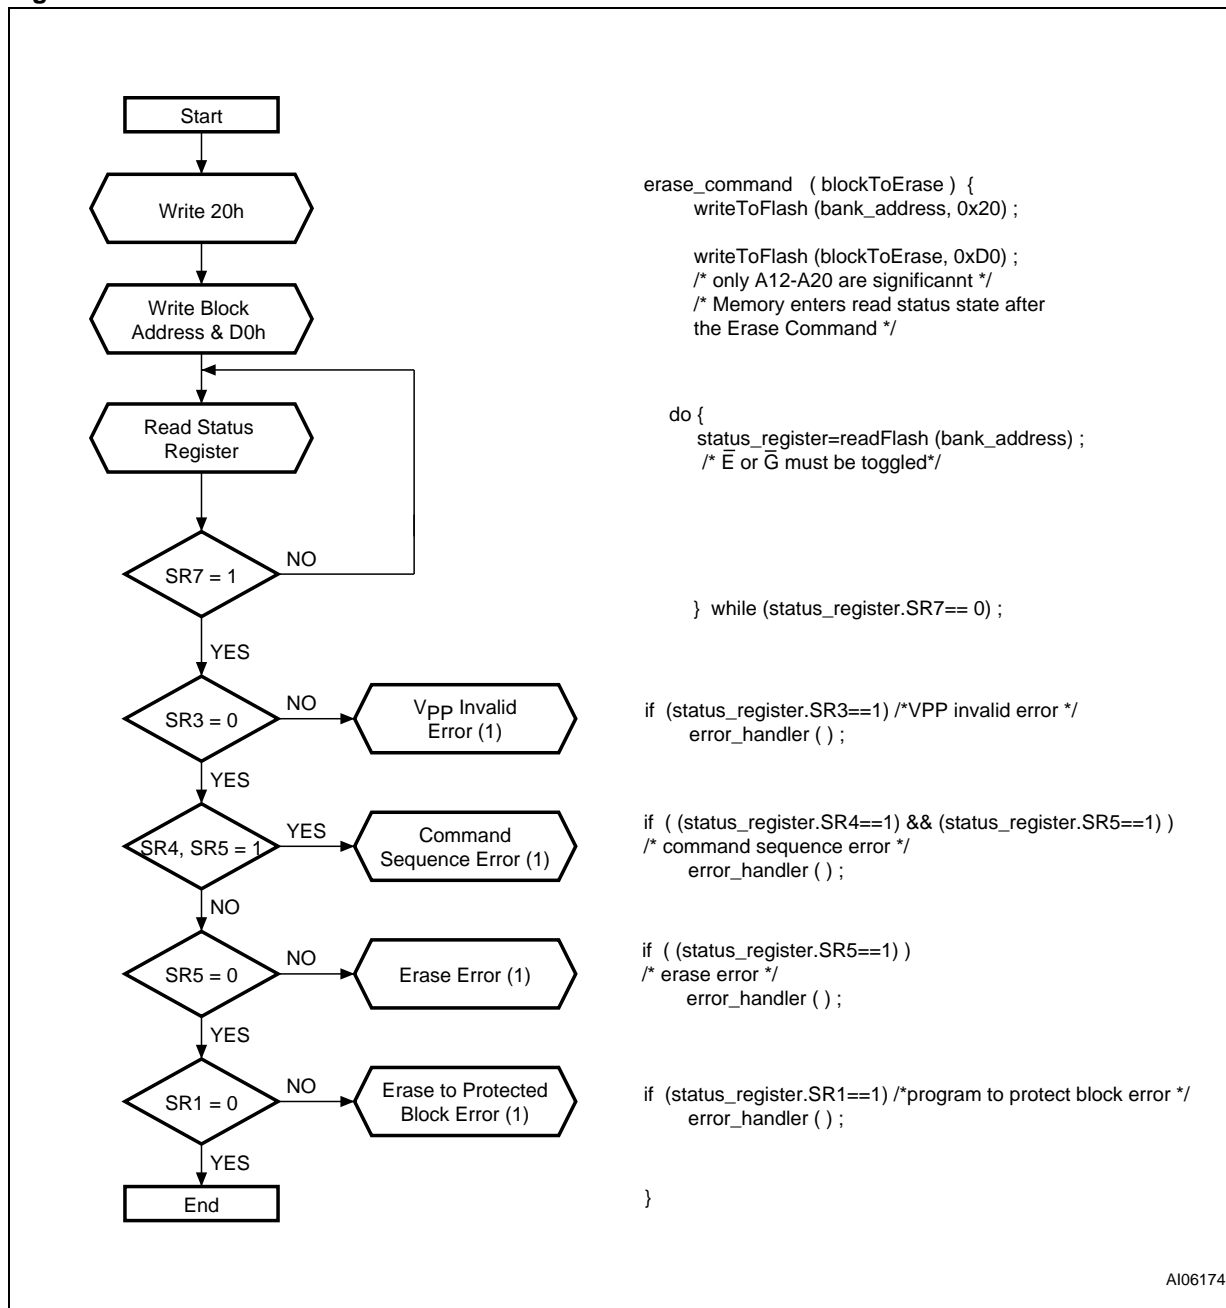 Start
Write 20h
Write Block
Address & D0h
Read Status
Register
NO
SR7 = 1
YES
NO
SR3 = 0
VPP Invalid
Error (1)
YES
YES
SR4, SR5 = 1
Command
Sequence Error (1)
NO
NO
SR5 = 0
Erase Error (1)
YES
NO
SR1 = 0
Erase to Protected
Block Error (1)
YES
End
erase_command ( blockToErase ) {
writeToFlash (bank_address, 0x20) ;
writeToFlash (blockToErase, 0xD0) ;
/* only A12-A20 are significannt */
/* Memory enters read status state after
the Erase Command */
do {
status_register=readFlash (bank_address) ;
/* E̅ or G̅ must be toggled*/
} while (status_register.SR7== 0) ;
if (status_register.SR3==1) /*VPP invalid error */
error_handler ( ) ;
if ( (status_register.SR4==1) && (status_register.SR5==1) )
/* command sequence error */
error_handler ( ) ;
if ( (status_register.SR5==1) )
/* erase error */
error_handler ( ) ;
if (status_register.SR1==1) /*program to protect block error */
error_handler ( ) ;
}
AI06174